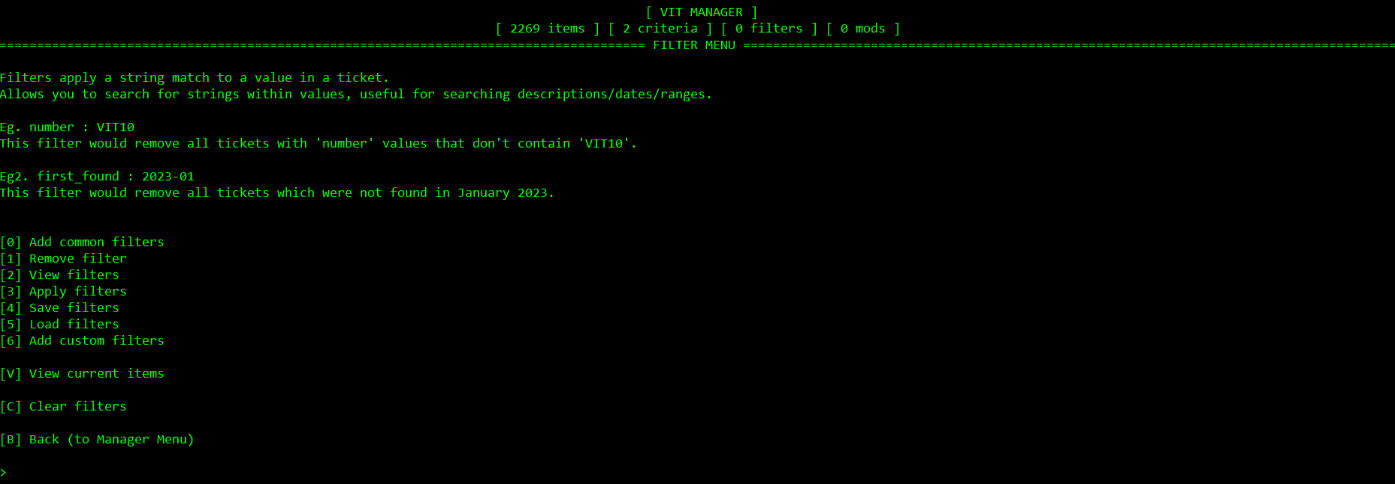 [ VIT MANAGER ]
[ 2269 items ] [ 2 criteria ] [ 0 filters ] [ 0 mods ]
====================================================================================== FILTER MENU =======================================================================================
Filters apply a string match to a value in a ticket.
Allows you to search for strings within values, useful for searching descriptions/dates/ranges.
Eg. number : VIT10
This filter would remove all tickets with 'number' values that don't contain 'VIT10'.
Eg2. first_found : 2023-01
This filter would remove all tickets which were not found in January 2023.
[0] Add common filters
[1] Remove filter
[2] View filters
[3] Apply filters
[4] Save filters
[5] Load filters
[6] Add custom filters
[V] View current items
[C] Clear filters
[B] Back (to Manager Menu)
>